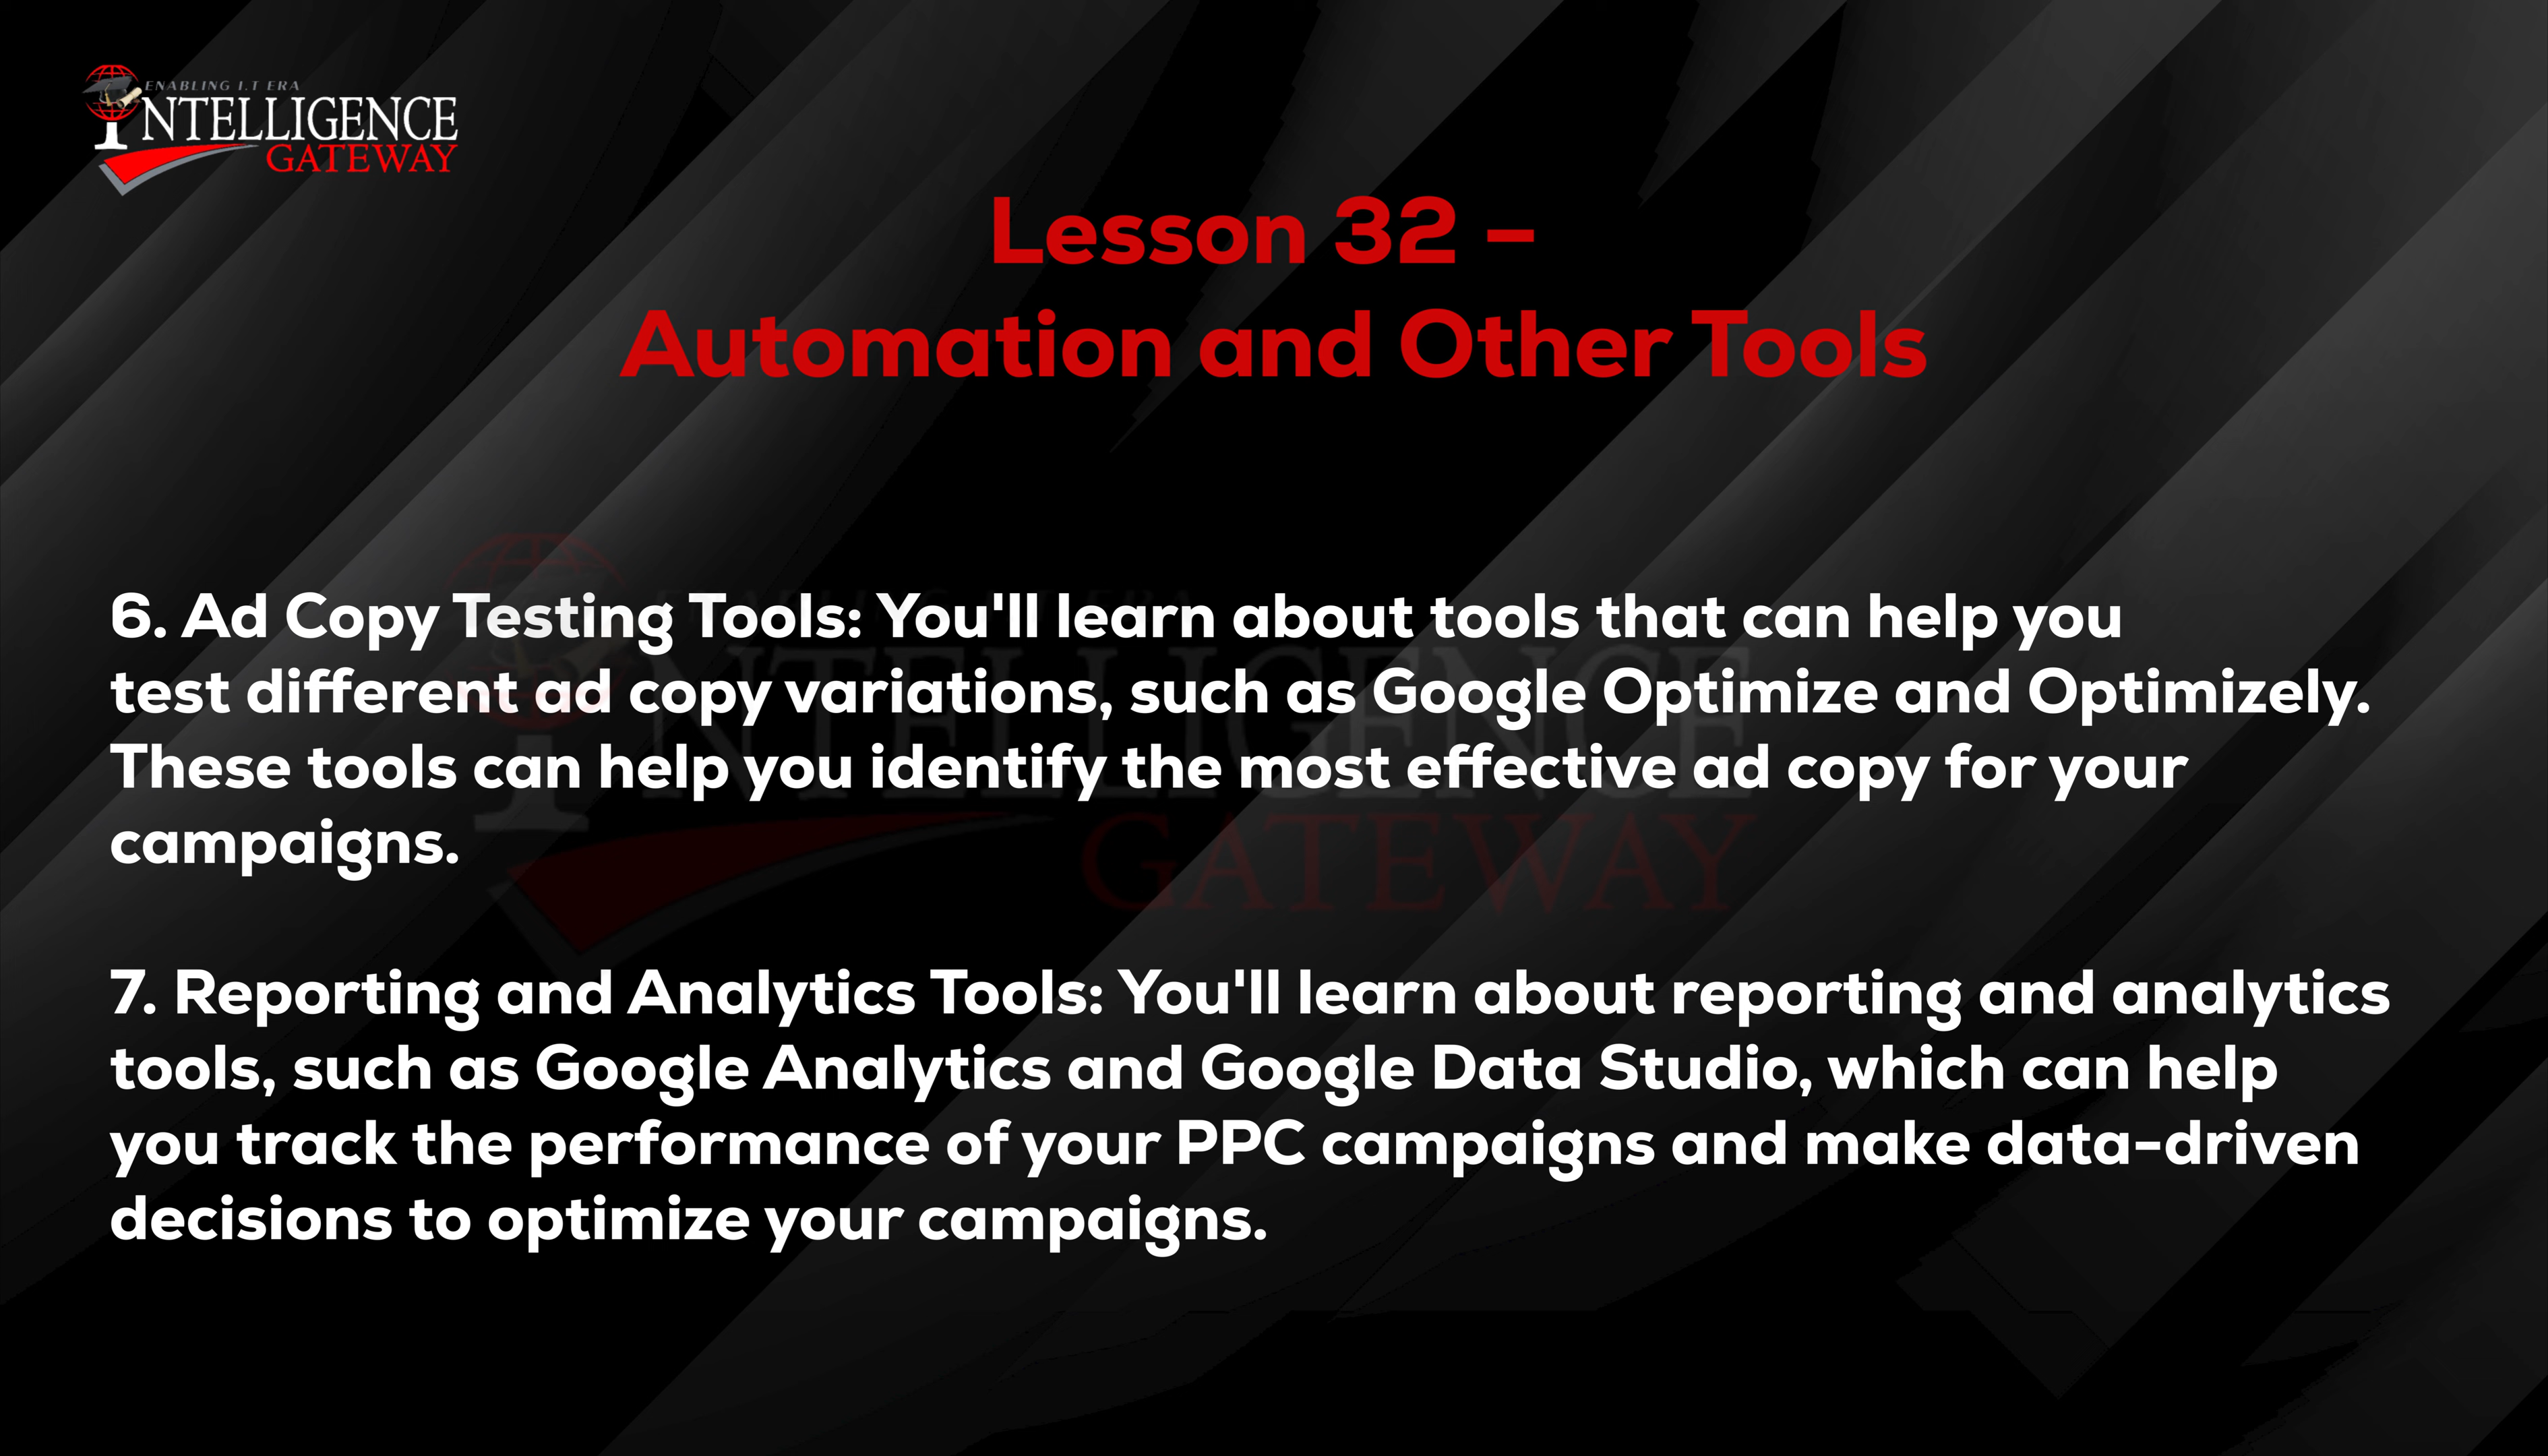 ENABLING I.T ERA
INTELLIGENCE
GATEWAY
Lesson 32 –
Automation and Other Tools
6. Ad Copy Testing Tools: You'll learn about tools that can help you
test different ad copy variations, such as Google Optimize and Optimizely.
These tools can help you identify the most effective ad copy for your
campaigns.
7. Reporting and Analytics Tools: You'll learn about reporting and analytics
tools, such as Google Analytics and Google Data Studio, which can help
you track the performance of your PPC campaigns and make data-driven
decisions to optimize your campaigns.
INTELLIGENCE
GATEWAY